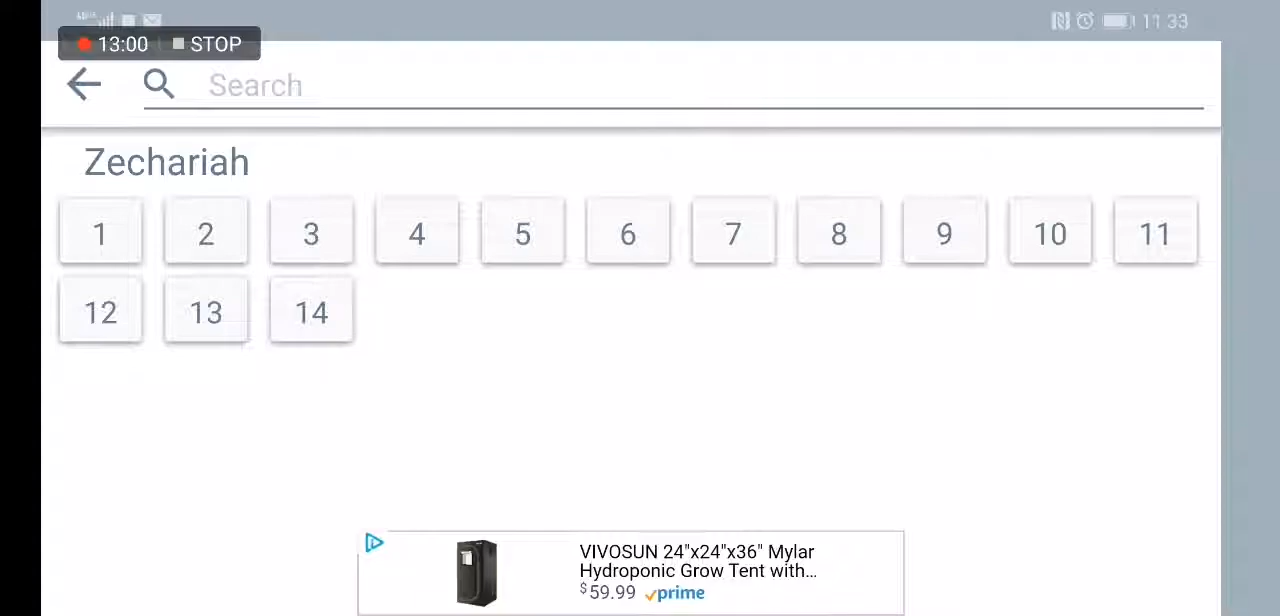 11 33
13:00 STOP
Search
Zechariah
1 2 3 4 5 6 7 8 9 10 11
12 13 14
VIVOSUN 24"x24"x36" Mylar
Hydroponic Grow Tent with...
$59.99 prime